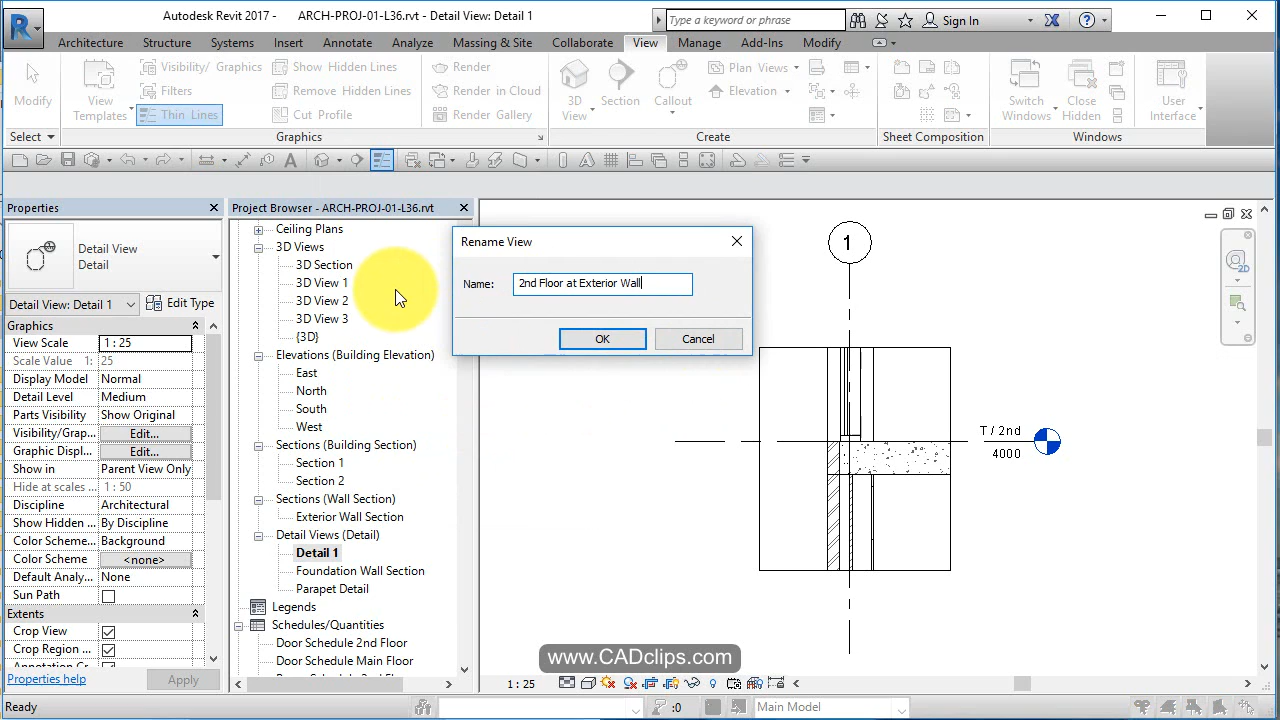 Autodesk Revit 2017 - ARCH-PROJ-01-L36.rvt - Detail View: Detail 1
Type a keyword or phrase
Sign In
Architecture Structure Systems Insert Annotate Analyze Massing & Site Collaborate View Manage Add-Ins Modify
Modify
View Templates
Visibility/ Graphics
Filters
Thin Lines
Show Hidden Lines
Remove Hidden Lines
Cut Profile
Render
Render in Cloud
Render Gallery
3D View
Section
Callout
Plan Views
Elevation
Switch Windows
Close Hidden
User Interface
Select
Graphics
Create
Sheet Composition
Windows
Properties
Detail View
Detail
Detail View: Detail 1
Edit Type
Graphics
View Scale 1 : 25
Scale Value 1: 25
Display Model Normal
Detail Level Medium
Parts Visibility Show Original
Visibility/Grap... Edit...
Graphic Displ... Edit...
Show in Parent View Only
Hide at scales ... 1 : 50
Discipline Architectural
Show Hidden ... By Discipline
Color Scheme... Background
Color Scheme <none>
Default Analy... None
Sun Path
Extents
Crop View
Crop Region ...
Annotation Cr...
Properties help
Apply
Project Browser - ARCH-PROJ-01-L36.rvt
Ceiling Plans
3D Views
3D Section
3D View 1
3D View 2
3D View 3
{3D}
Elevations (Building Elevation)
East
North
South
West
Sections (Building Section)
Section 1
Section 2
Sections (Wall Section)
Exterior Wall Section
Detail Views (Detail)
Detail 1
Foundation Wall Section
Parapet Detail
Legends
Schedules/Quantities
Door Schedule 2nd Floor
Door Schedule Main Floor
Rename View
Name: 2nd Floor at Exterior Wall
OK
Cancel
1
T / 2nd
4000
2D
www.CADclips.com
1 : 25
Ready
:0
Main Model